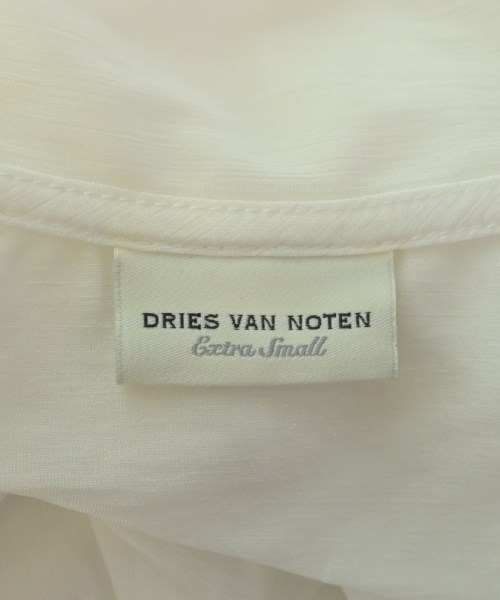 DRIES VAN NOTEN
Extra Small